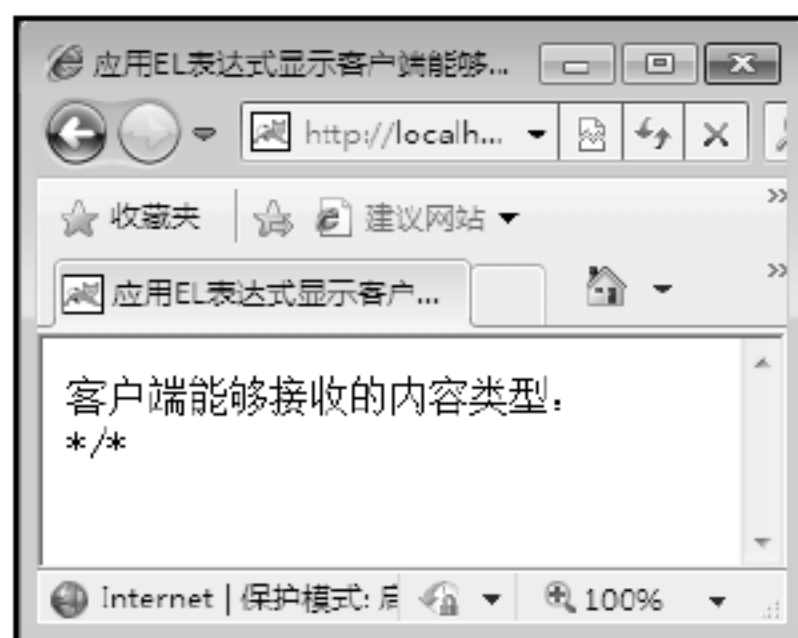 应用EL表达式显示客户端能够...
http://localh...
收藏夹
建议网站
应用EL表达式显示客户...
客户端能够接收的内容类型：
*/*
Internet | 保护模式: 启
100%